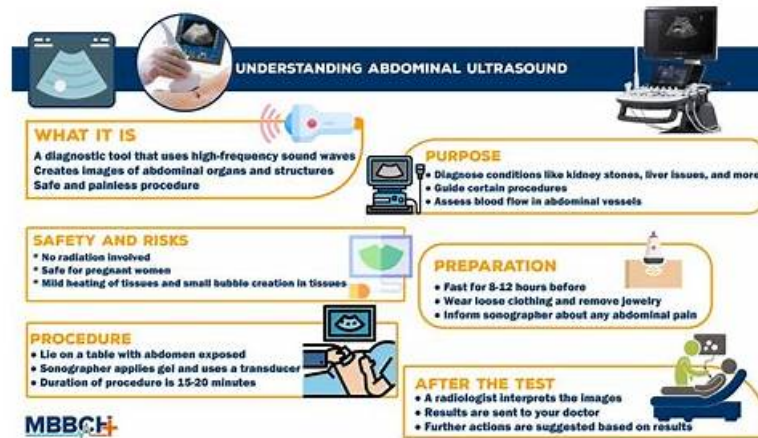 UNDERSTANDING ABDOMINAL ULTRASOUND
WHAT IT IS
A diagnostic tool that uses high-frequency sound waves
Creates images of abdominal organs and structures
Safe and painless procedure
PURPOSE
• Diagnose conditions like kidney stones, liver issues, and more
• Guide certain procedures
• Assess blood flow in abdominal vessels
SAFETY AND RISKS
* No radiation involved
* Safe for pregnant women
* Mild heating of tissues and small bubble creation in tissues
PREPARATION
• Fast for 8-12 hours before
• Wear loose clothing and remove jewelry
• Inform sonographer about any abdominal pain
PROCEDURE
• Lie on a table with abdomen exposed
• Sonographer applies gel and uses a transducer
• Duration of procedure is 15-20 minutes
AFTER THE TEST
• A radiologist interprets the images
• Results are sent to your doctor
• Further actions are suggested based on results
MBBCH